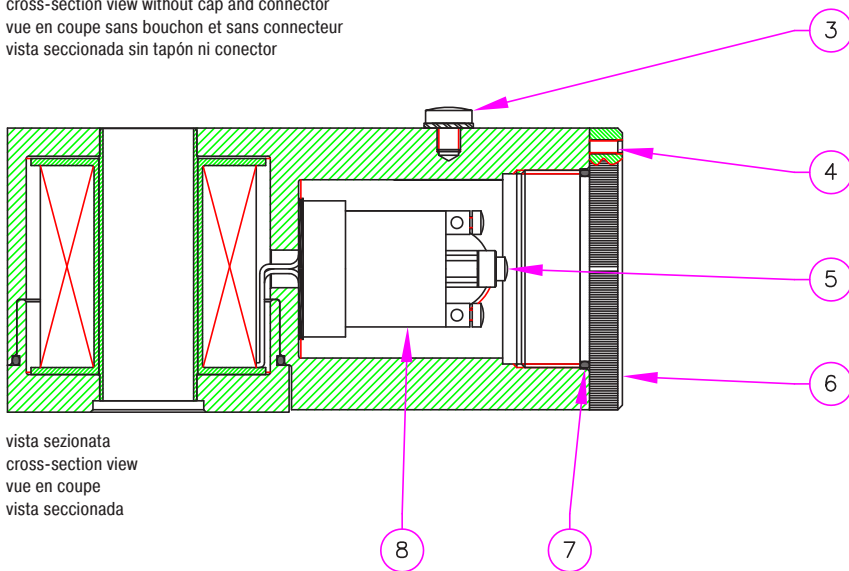 cross-section view without cap and connector
vue en coupe sans bouchon et sans connecteur
vista seccionada sin tapón ni conector
3
4
5
6
vista sezionata
cross-section view
vue en coupe
vista seccionada
8
7